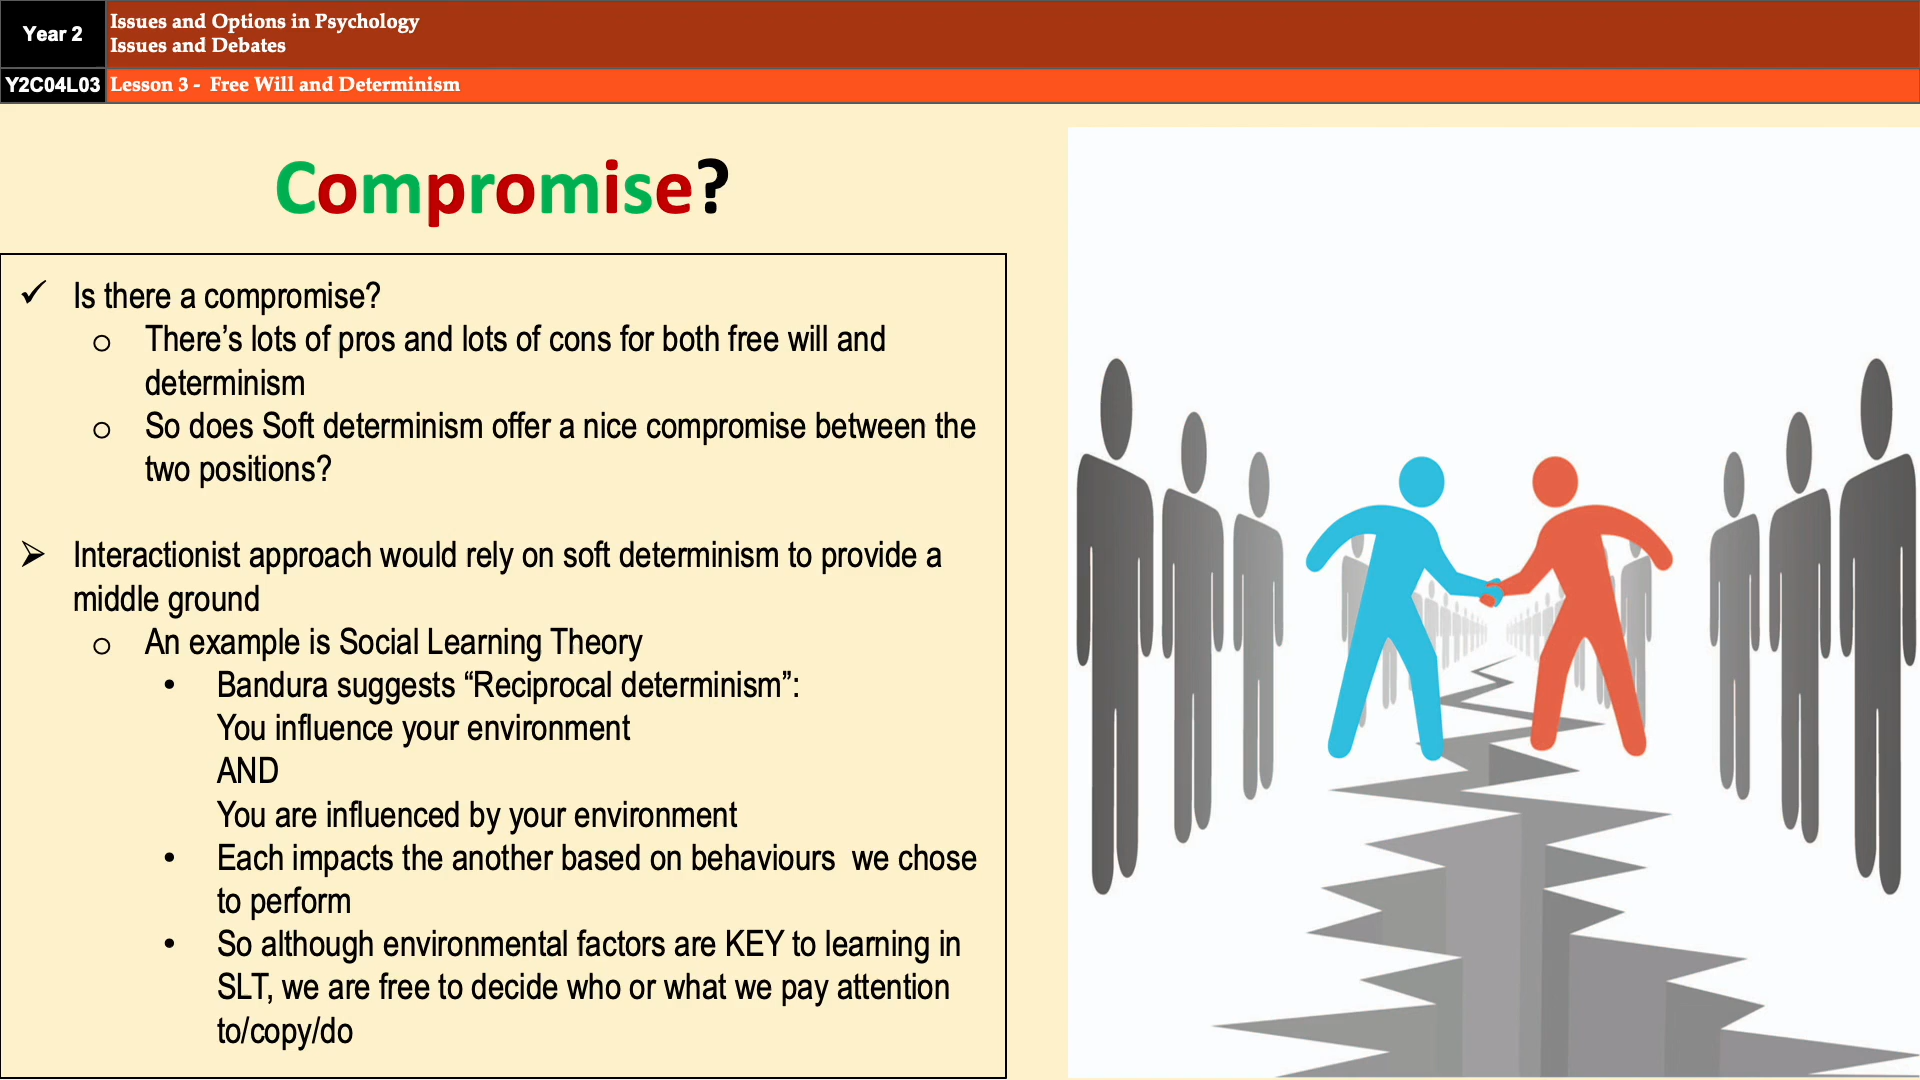 Year 2
Issues and Options in Psychology
Issues and Debates
Y2C04L03
Lesson 3 -  Free Will and Determinism
Compromise?
✓ Is there a compromise?
o There’s lots of pros and lots of cons for both free will and
determinism
o So does Soft determinism offer a nice compromise between the
two positions?
➢ Interactionist approach would rely on soft determinism to provide a
middle ground
o An example is Social Learning Theory
• Bandura suggests “Reciprocal determinism”:
You influence your environment
AND
You are influenced by your environment
• Each impacts the another based on behaviours  we chose
to perform
• So although environmental factors are KEY to learning in
SLT, we are free to decide who or what we pay attention
to/copy/do